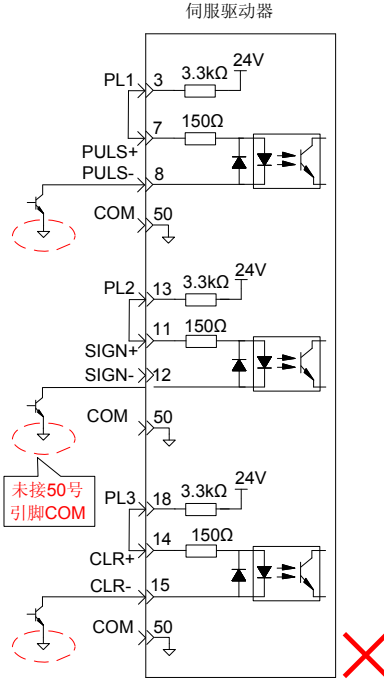 伺服驱动器
24V
PL1 3 3.3kΩ
7 150Ω
PULS+
PULS- 8
COM 50
24V
PL2 13 3.3kΩ
11 150Ω
SIGN+
SIGN- 12
COM 50
未接50号
引脚COM
24V
PL3 18 3.3kΩ
14 150Ω
CLR+
CLR- 15
COM 50